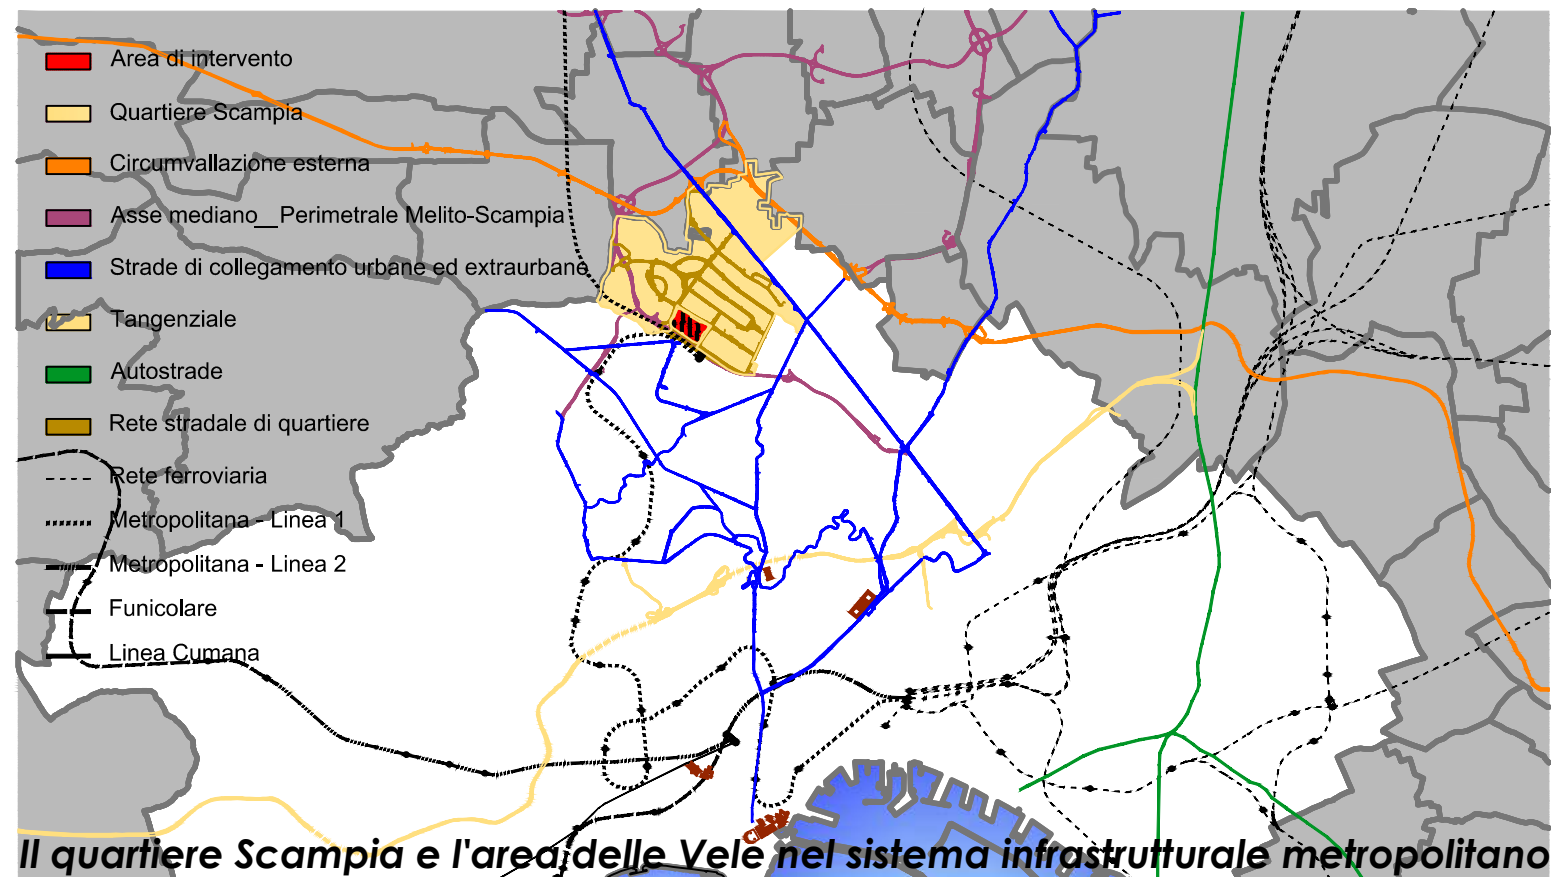 Area di intervento
Quartiere Scampia
Circumvallazione esterna
Asse mediano__Perimetrale Melito-Scampia
Strade di collegamento urbane ed extraurbane
Tangenziale
Autostrade
Rete stradale di quartiere
Rete ferroviaria
Metropolitana - Linea 1
Metropolitana - Linea 2
Funicolare
Linea Cumana
Il quartiere Scampia e l'area delle Vele nel sistema infrastrutturale metropolitano